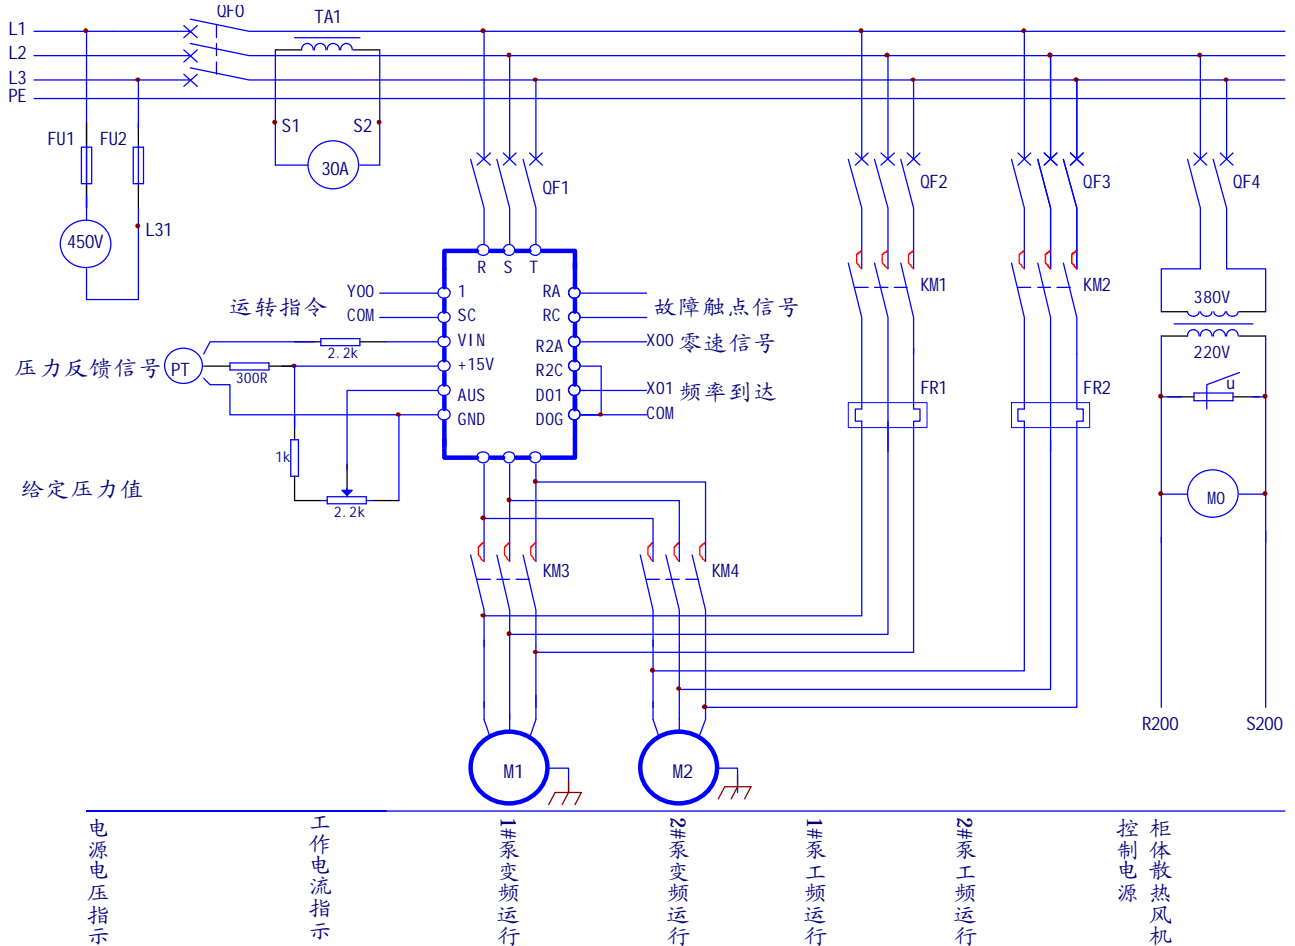 QF0
TA1
L1
L2
L3
PE
S1
S2
FU1
FU2
30A
QF1
QF2
QF3
QF4
450V
L31
R
S
T
运转指令
Y00
COM
1
SC
VIN
+15V
AUS
GND
RA
RC
R2A
R2C
DO1
DOG
故障触点信号
X00
零速信号
X01
频率到达
COM
KM1
KM2
380V
220V
压力反馈信号
PT
2.2k
300R
1k
2.2k
给定压力值
FR1
FR2
u
M0
KM3
KM4
R200
S200
M1
M2
电源电压指示
工作电流指示
1#泵变频运行
2#泵变频运行
1#泵工频运行
2#泵工频运行
控制电源
柜体散热风机